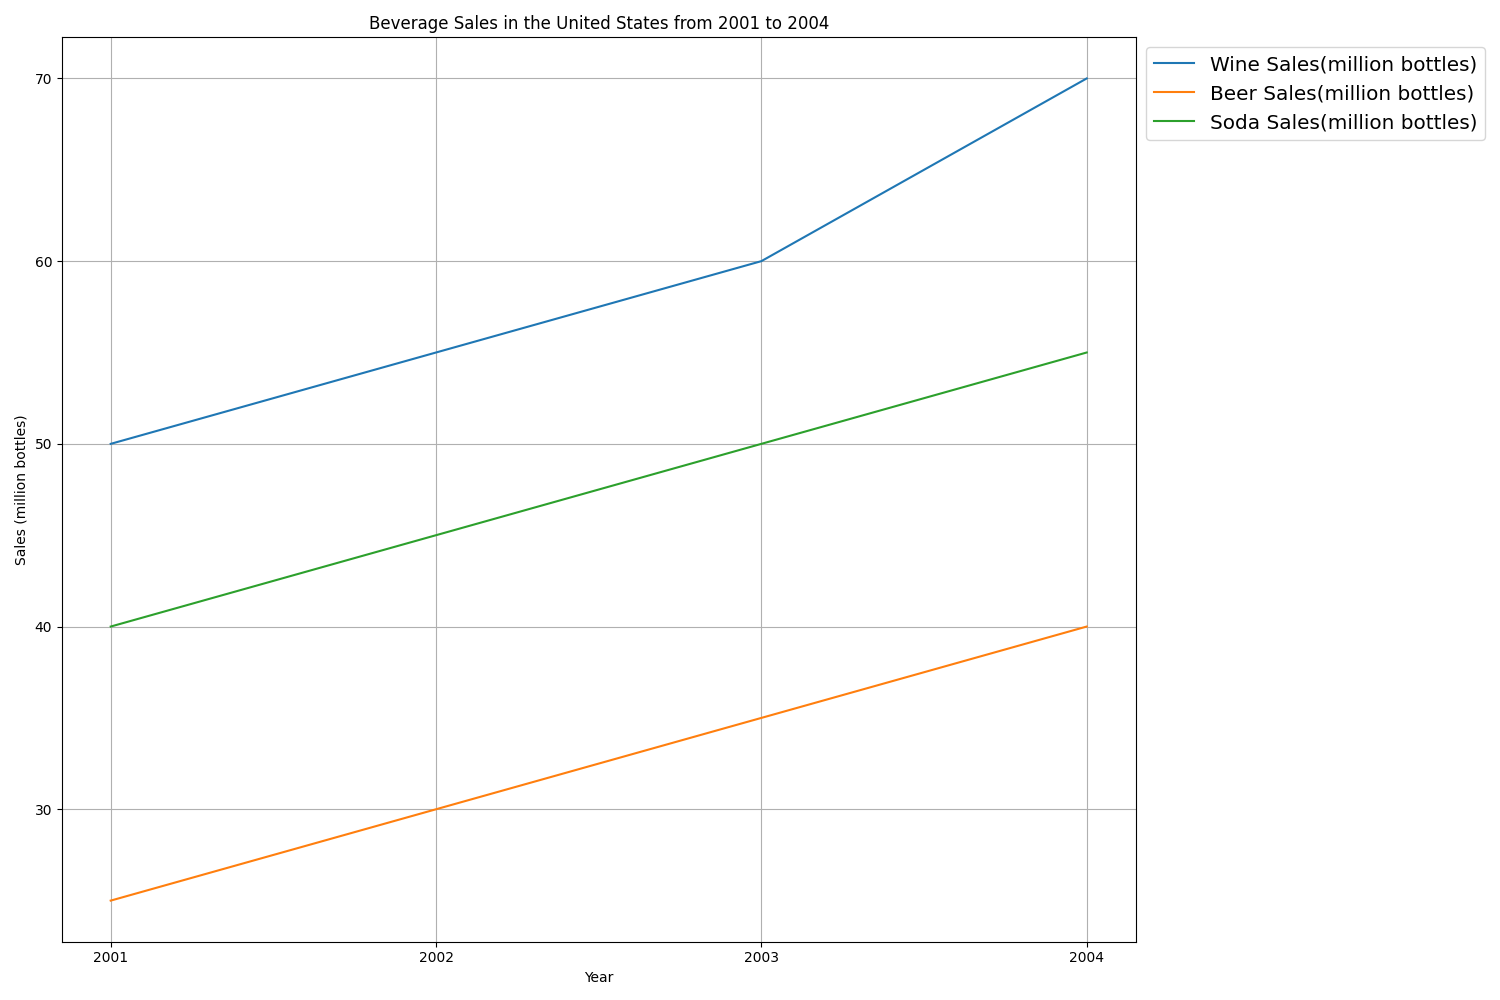 Beverage Sales in the United States from 2001 to 2004
Wine Sales(million bottles)
Beer Sales(million bottles)
Soda Sales(million bottles)
Sales (million bottles)
70
60
50
40
30
2001 2002 2003 2004
Year